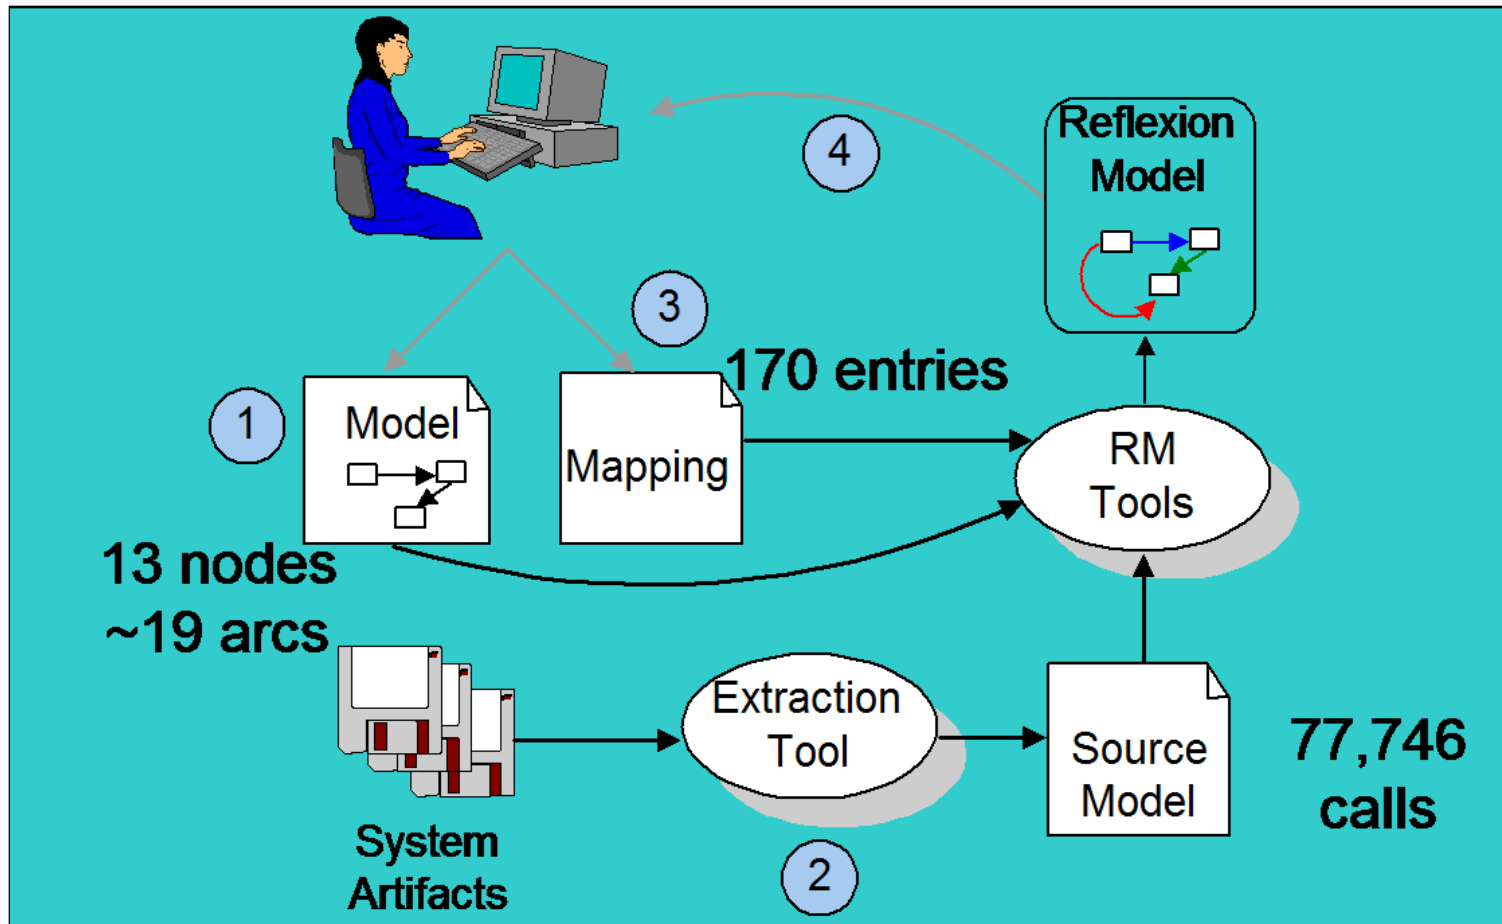 Reflexion
Model
4
3
170 entries
1
Model
Mapping
RM
Tools
13 nodes
~19 arcs
Extraction
Tool
Source
Model
77,746
calls
System
Artifacts
2